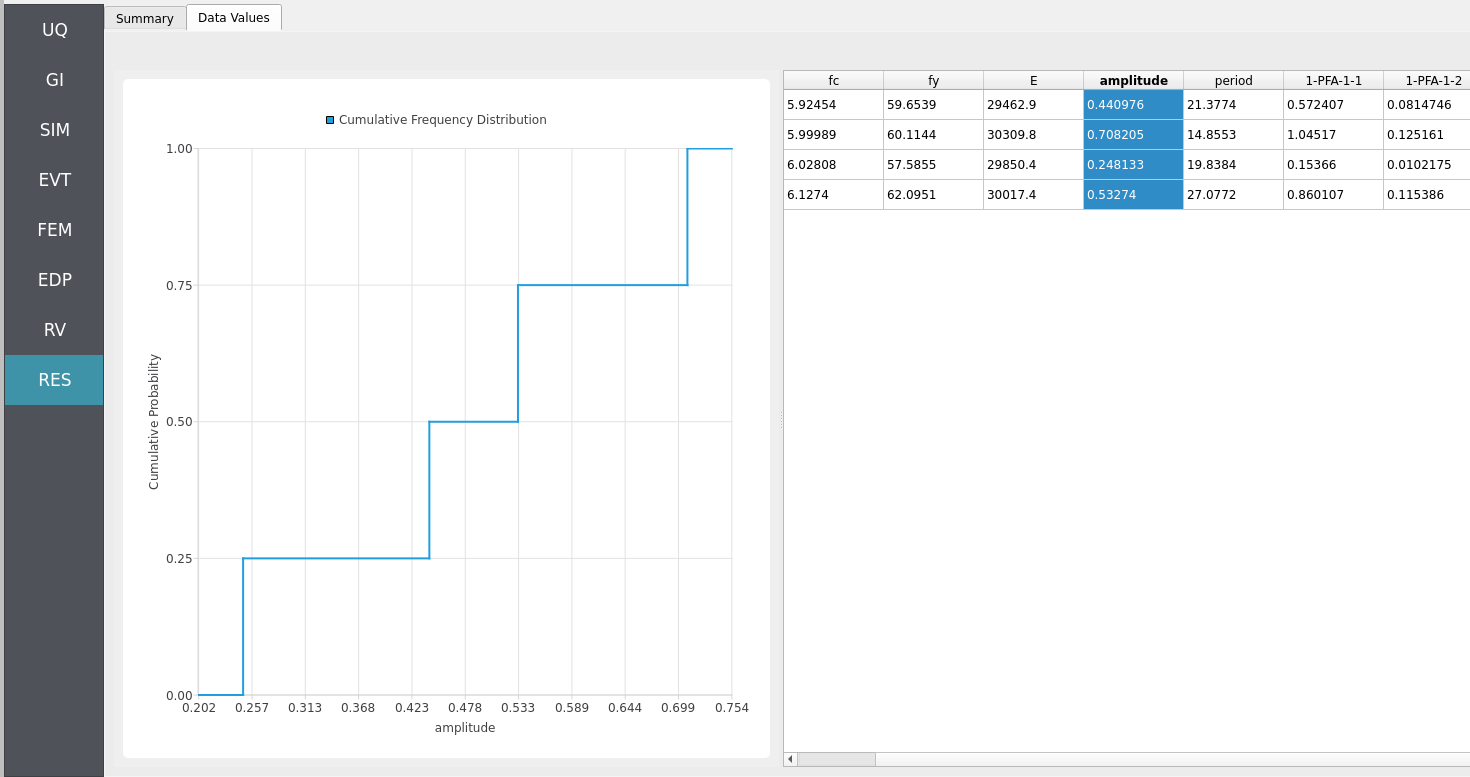 UQ
GI
SIM
EVT
FEM
EDP
RV
RES
Summary
Data Values
Cumulative Frequency Distribution
1.00
0.75
0.50
0.25
0.00
Cumulative Probability
0.202 0.257 0.313 0.368 0.423 0.478 0.533 0.589 0.644 0.699 0.754
amplitude
fc fy E amplitude period 1-PFA-1-1 1-PFA-1-2
5.92454 59.6539 29462.9 0.440976 21.3774 0.572407 0.0814746
5.99989 60.1144 30309.8 0.708205 14.8553 1.04517 0.125161
6.02808 57.5855 29850.4 0.248133 19.8384 0.15366 0.0102175
6.1274 62.0951 30017.4 0.53274 27.0772 0.860107 0.115386